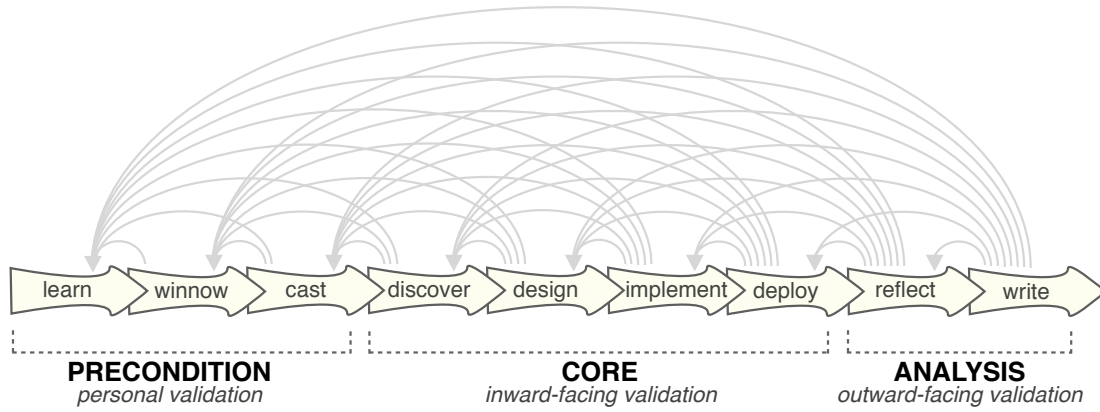 learn winnow cast discover design implement deploy reflect write
PRECONDITION CORE ANALYSIS
personal validation inward-facing validation outward-facing validation